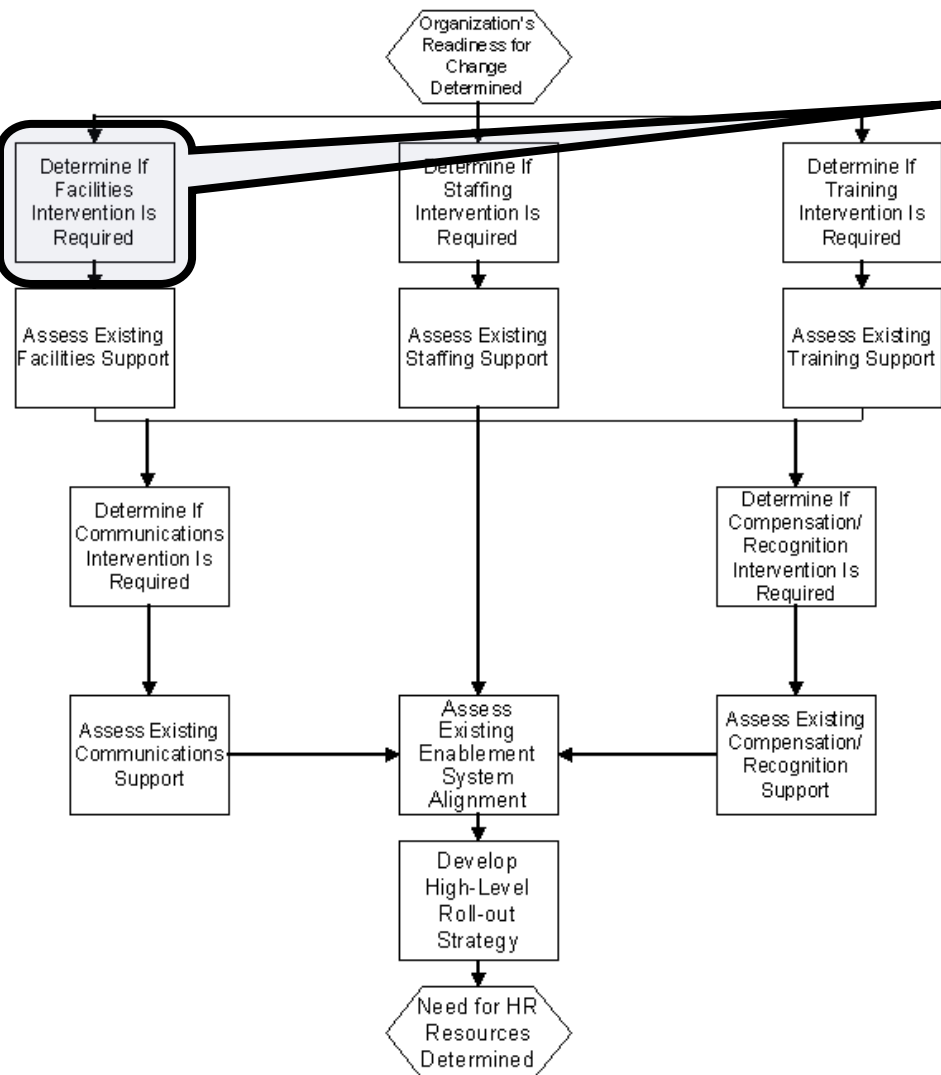 Organization's
Readiness for
Change
Determined
Determine If
Facilities
Intervention Is
Required
Determine If
Staffing
Intervention Is
Required
Determine If
Training
Intervention Is
Required
Assess Existing
Facilities Support
Assess Existing
Staffing Support
Assess Existing
Training Support
Determine If
Communications
Intervention Is
Required
Determine If
Compensation/
Recognition
Intervention Is
Required
Assess Existing
Communications
Support
Assess
Existing
Enablement
System
Alignment
Assess Existing
Compensation/
Recognition
Support
Develop
High-Level
Roll-out
Strategy
Need for HR
Resources
Determined